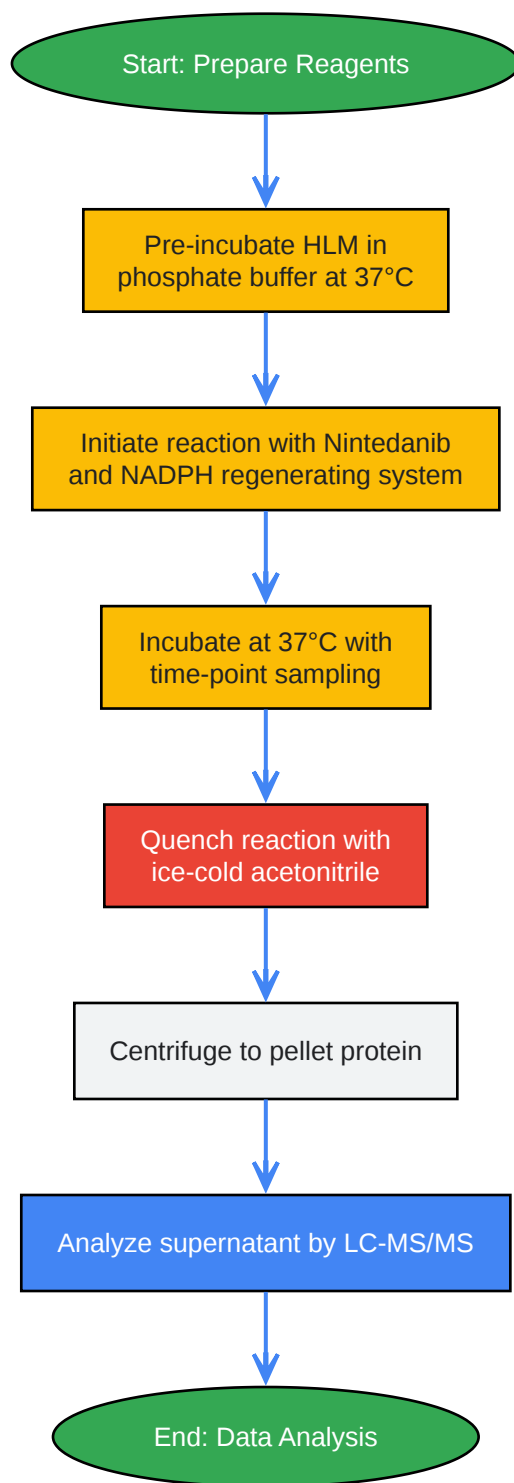 Start: Prepare Reagents
Pre-incubate HLM in
phosphate buffer at 37°C
Initiate reaction with Nintedanib
and NADPH regenerating system
Incubate at 37°C with
time-point sampling
Quench reaction with
ice-cold acetonitrile
Centrifuge to pellet protein
Analyze supernatant by LC-MS/MS
End: Data Analysis